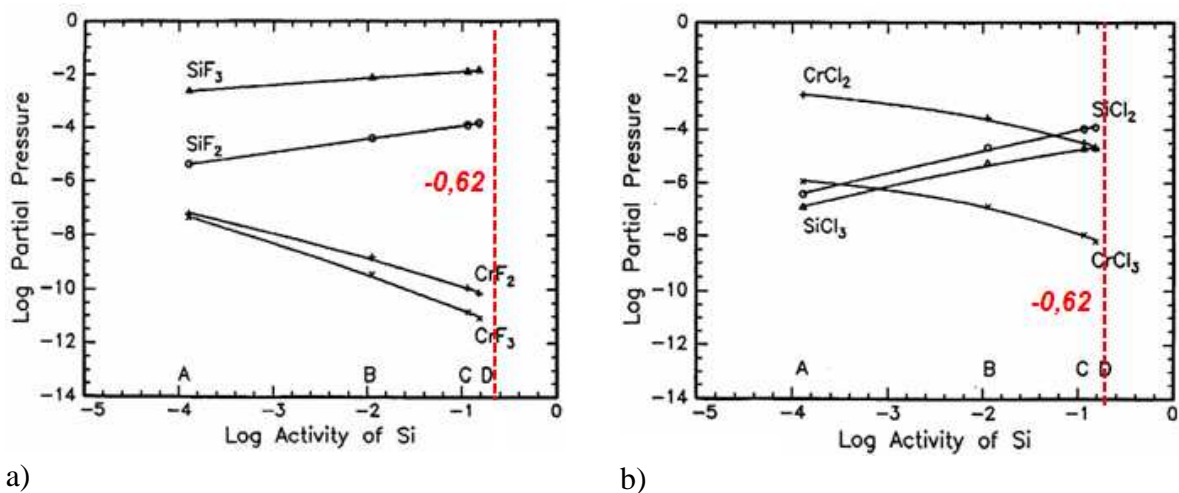 0
−2
−4
−6
−8
−10
−12
−14
Log Partial Pressure
SiF3
SiF2
-0,62
CrF2
CrF3
A B C D
−5 −4 −3 −2 −1 0
Log Activity of Si
a)
0
−2
−4
−6
−8
−10
−12
−14
Log Partial Pressure
CrCl2
SiCl2
SiCl3
CrCl3
-0,62
A B C D
−5 −4 −3 −2 −1 0
Log Activity of Si
b)